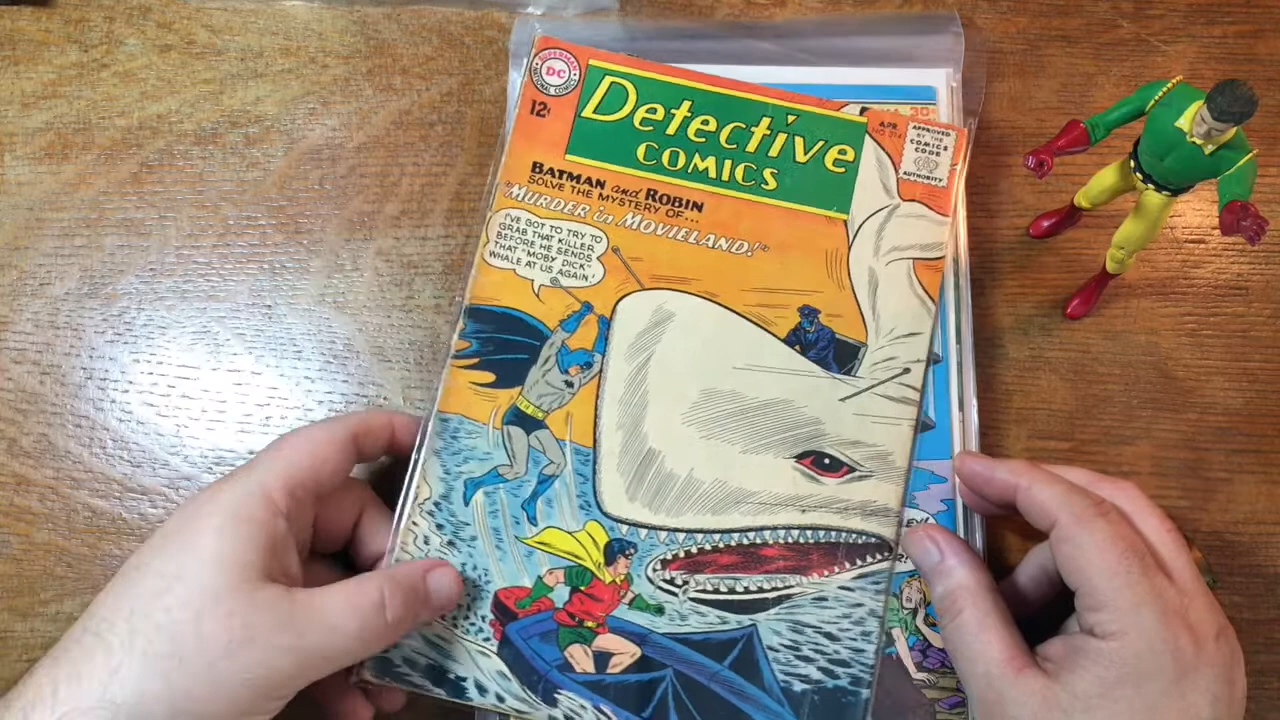 SUPERMAN
DC
NATIONAL COMICS
12¢
Detective
COMICS
30¢
APR.
APPROVED
BY THE
COMICS
CODE
AUTHORITY
BATMAN and ROBIN
SOLVE THE MYSTERY OF...
"MURDER in MOVIELAND!"
I'VE GOT TO TRY TO
GRAB THAT KILLER
BEFORE HE SENDS
THAT "MOBY DICK"
WHALE AT US AGAIN!